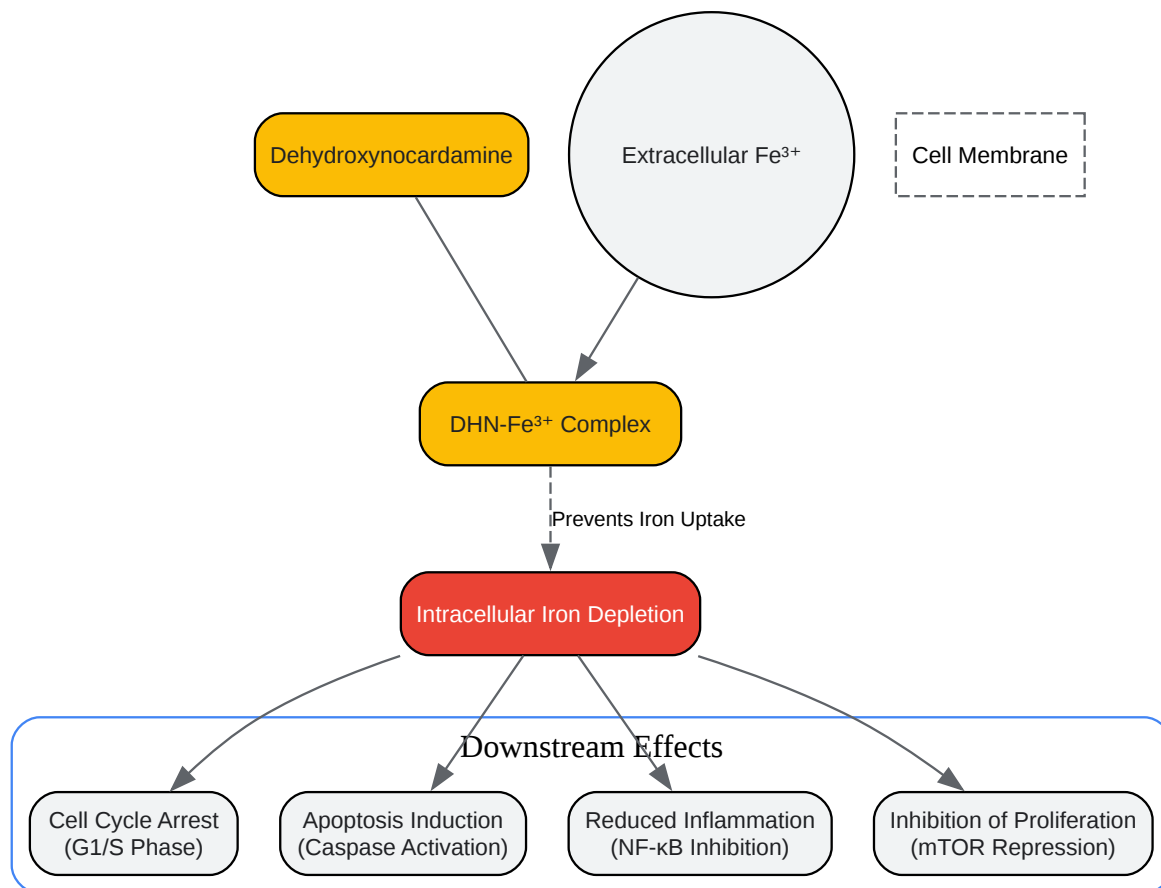 Dehydroxynocardamine
Extracellular Fe³⁺
Cell Membrane
DHN-Fe³⁺ Complex
Prevents Iron Uptake
Intracellular Iron Depletion
Downstream Effects
Cell Cycle Arrest
(G1/S Phase)
Apoptosis Induction
(Caspase Activation)
Reduced Inflammation
(NF-κB Inhibition)
Inhibition of Proliferation
(mTOR Repression)